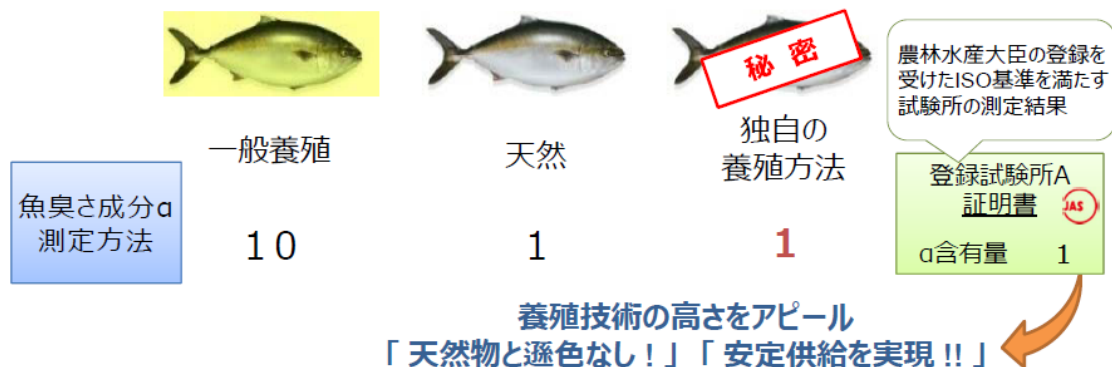 秘密
農林水産大臣の登録を
受けたISO基準を満たす
試験所の測定結果
一般養殖
天然
独自の
養殖方法
登録試験所A
証明書
JAS
魚臭さ成分α
測定方法
10
1
1
α含有量 1
養殖技術の高さをアピール
「 天然物と遜色なし！」「 安定供給を実現 !! 」